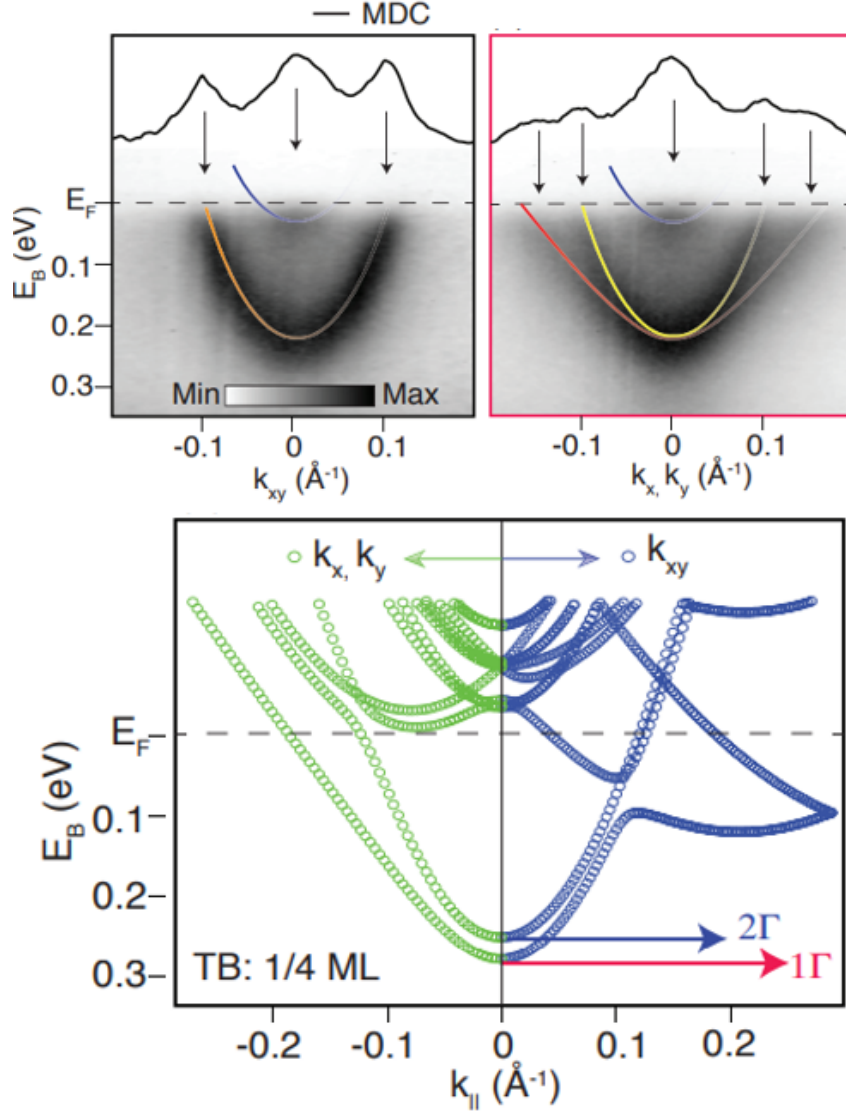 — MDC
E_F
0.1
0.2
0.3
E_B (eV)
Min Max
-0.1 0 0.1
k_xy (Å⁻¹)
-0.1 0 0.1
k_x, k_y (Å⁻¹)
k_x, k_y k_xy
E_F
0.1
0.2
0.3
E_B (eV)
2Γ
1Γ
TB: 1/4 ML
-0.2 -0.1 0 0.1 0.2
k_|| (Å⁻¹)